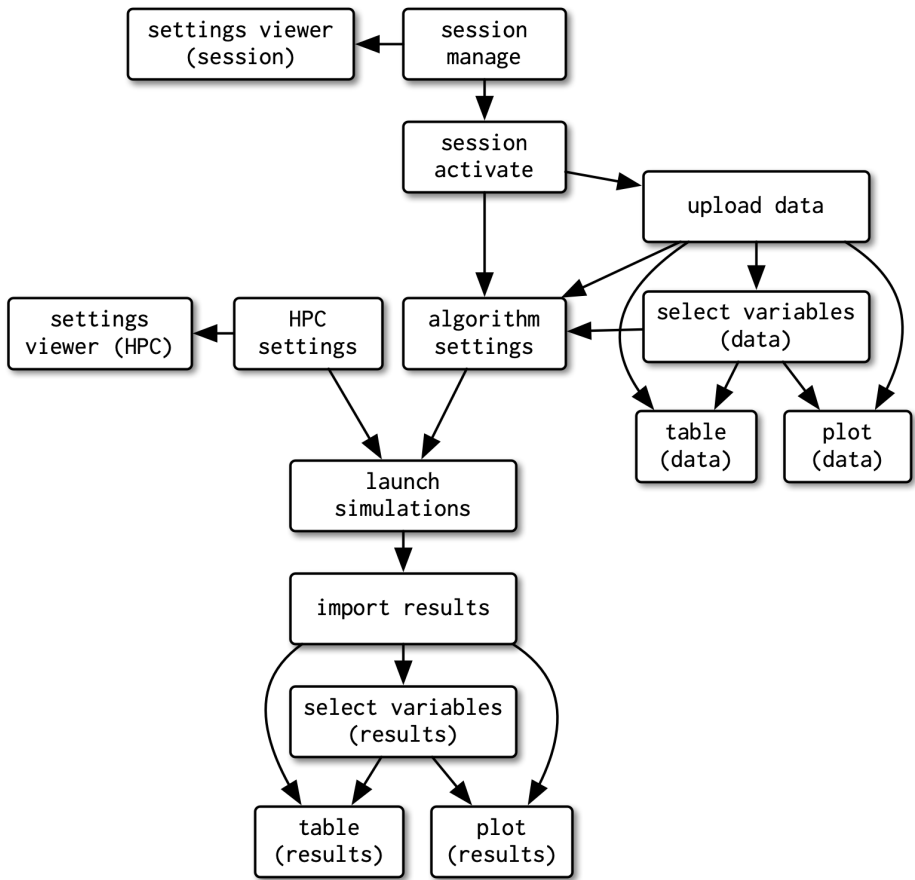 settings viewer
(session)
session
manage
session
activate
upload data
settings
viewer (HPC)
HPC
settings
algorithm
settings
select variables
(data)
table
(data)
plot
(data)
launch
simulations
import results
select variables
(results)
table
(results)
plot
(results)